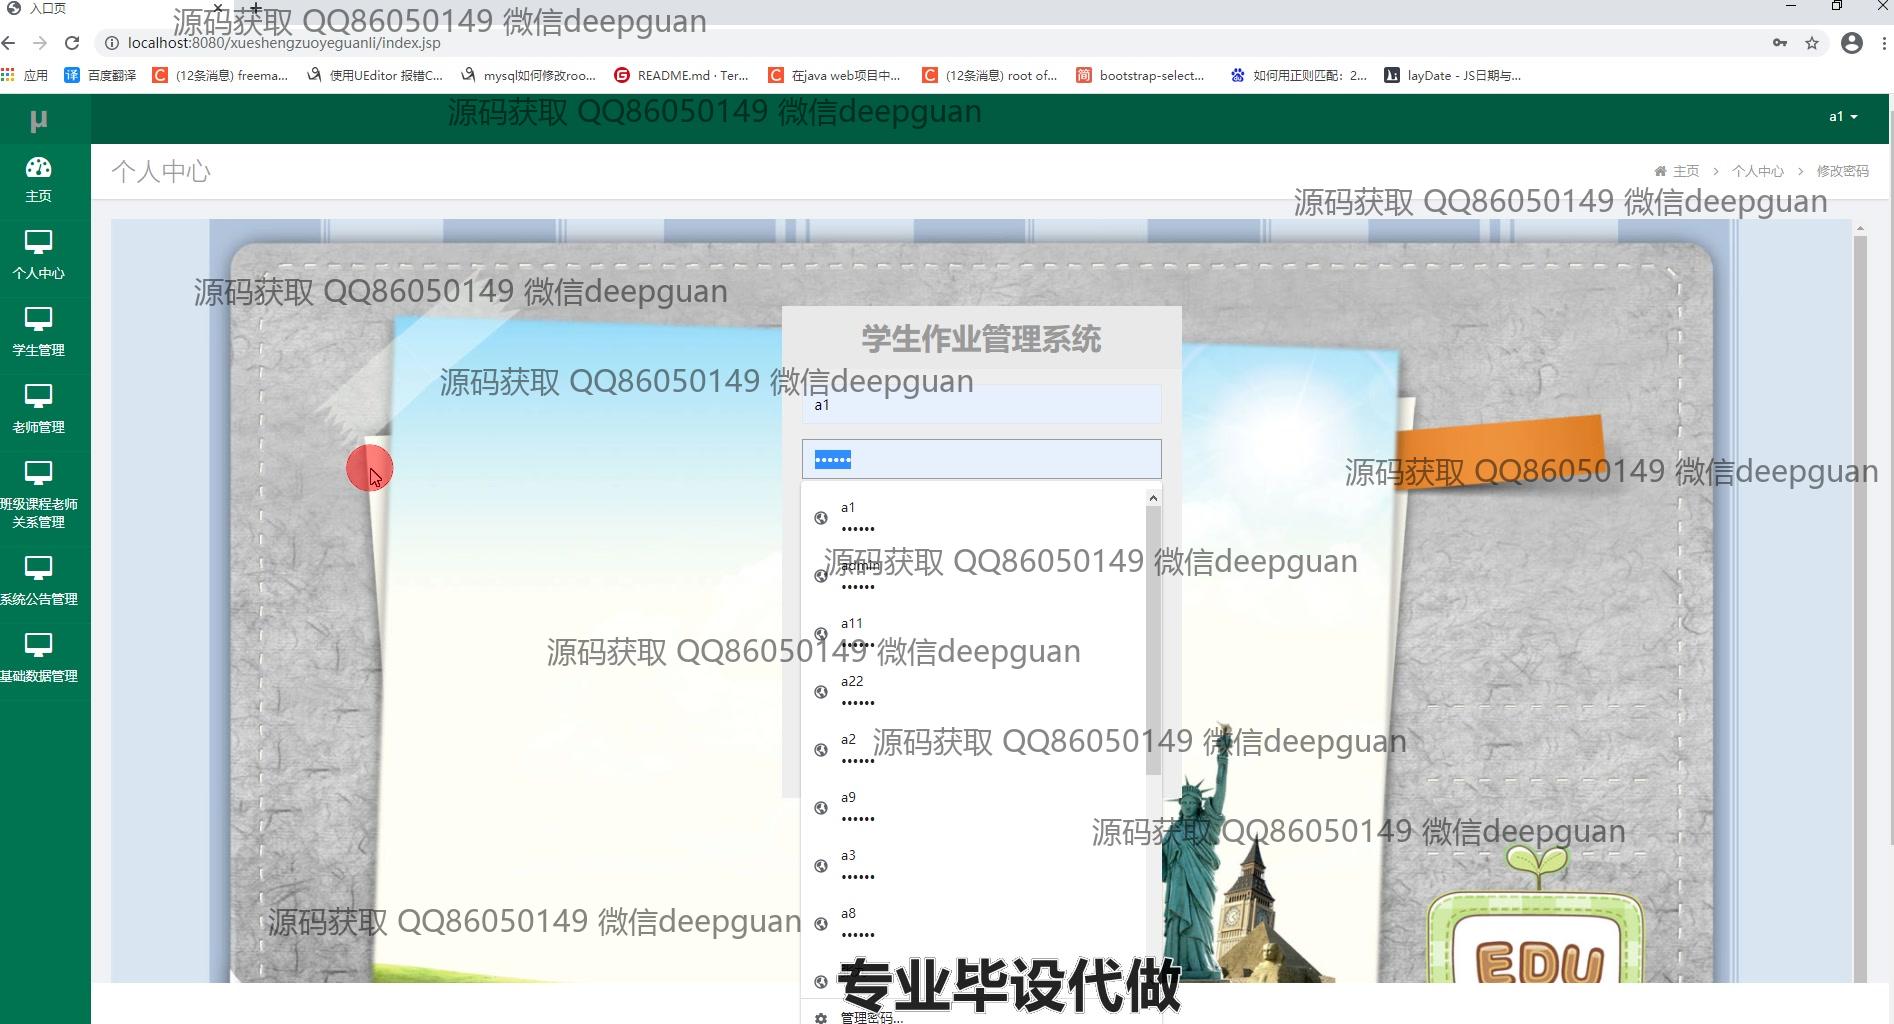 入口页
源码获取 QQ86050149 微信deepguan
localhost:8080/xueshengzuoyeguanli/index.jsp
应用
百度翻译
(12条消息) freema...
使用UEditor 报错C...
mysql如何修改roo...
README.md · Ter...
在java web项目中...
(12条消息) root of...
bootstrap-select...
如何用正则匹配：2...
layDate - JS日期与...
源码获取 QQ86050149 微信deepguan
μ
a1
个人中心
主页 > 个人中心 > 修改密码
主页
源码获取 QQ86050149 微信deepguan
个人中心
源码获取 QQ86050149 微信deepguan
学生作业管理系统
学生管理
源码获取 QQ86050149 微信deepguan
a1
老师管理
••••••
源码获取 QQ86050149 微信deepguan
班级课程老师
关系管理
a1
••••••
源码获取 QQ86050149 微信deepguan
admin
••••••
系统公告管理
a11
••••••
源码获取 QQ86050149 微信deepguan
基础数据管理
a22
••••••
a2
••••••
源码获取 QQ86050149 微信deepguan
a9
••••••
源码获取 QQ86050149 微信deepguan
a3
••••••
a8
••••••
源码获取 QQ86050149 微信deepguan
EDU
专业毕设代做
管理密码...